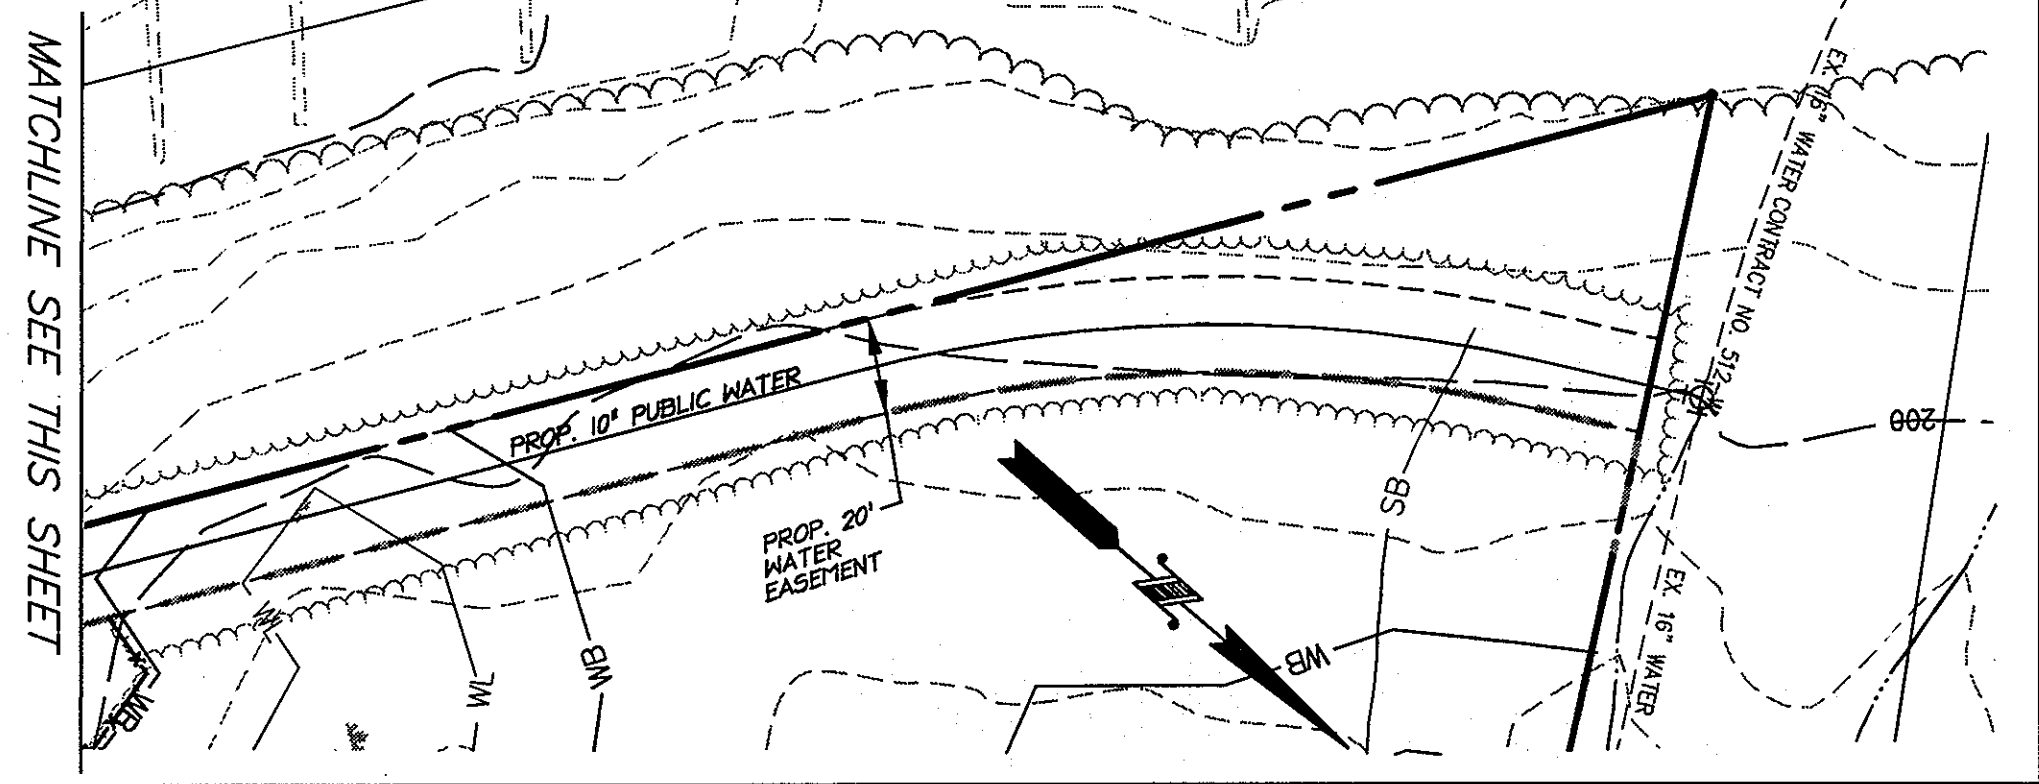 MATCHLINE SEE THIS SHEET
EX. 16" WATER CONTRACT NO. 512-W
PROP. 10" PUBLIC WATER
200
SB
PROP. 20'
WATER
EASEMENT
EX. 16" WATER
WB
WB
WL
WB